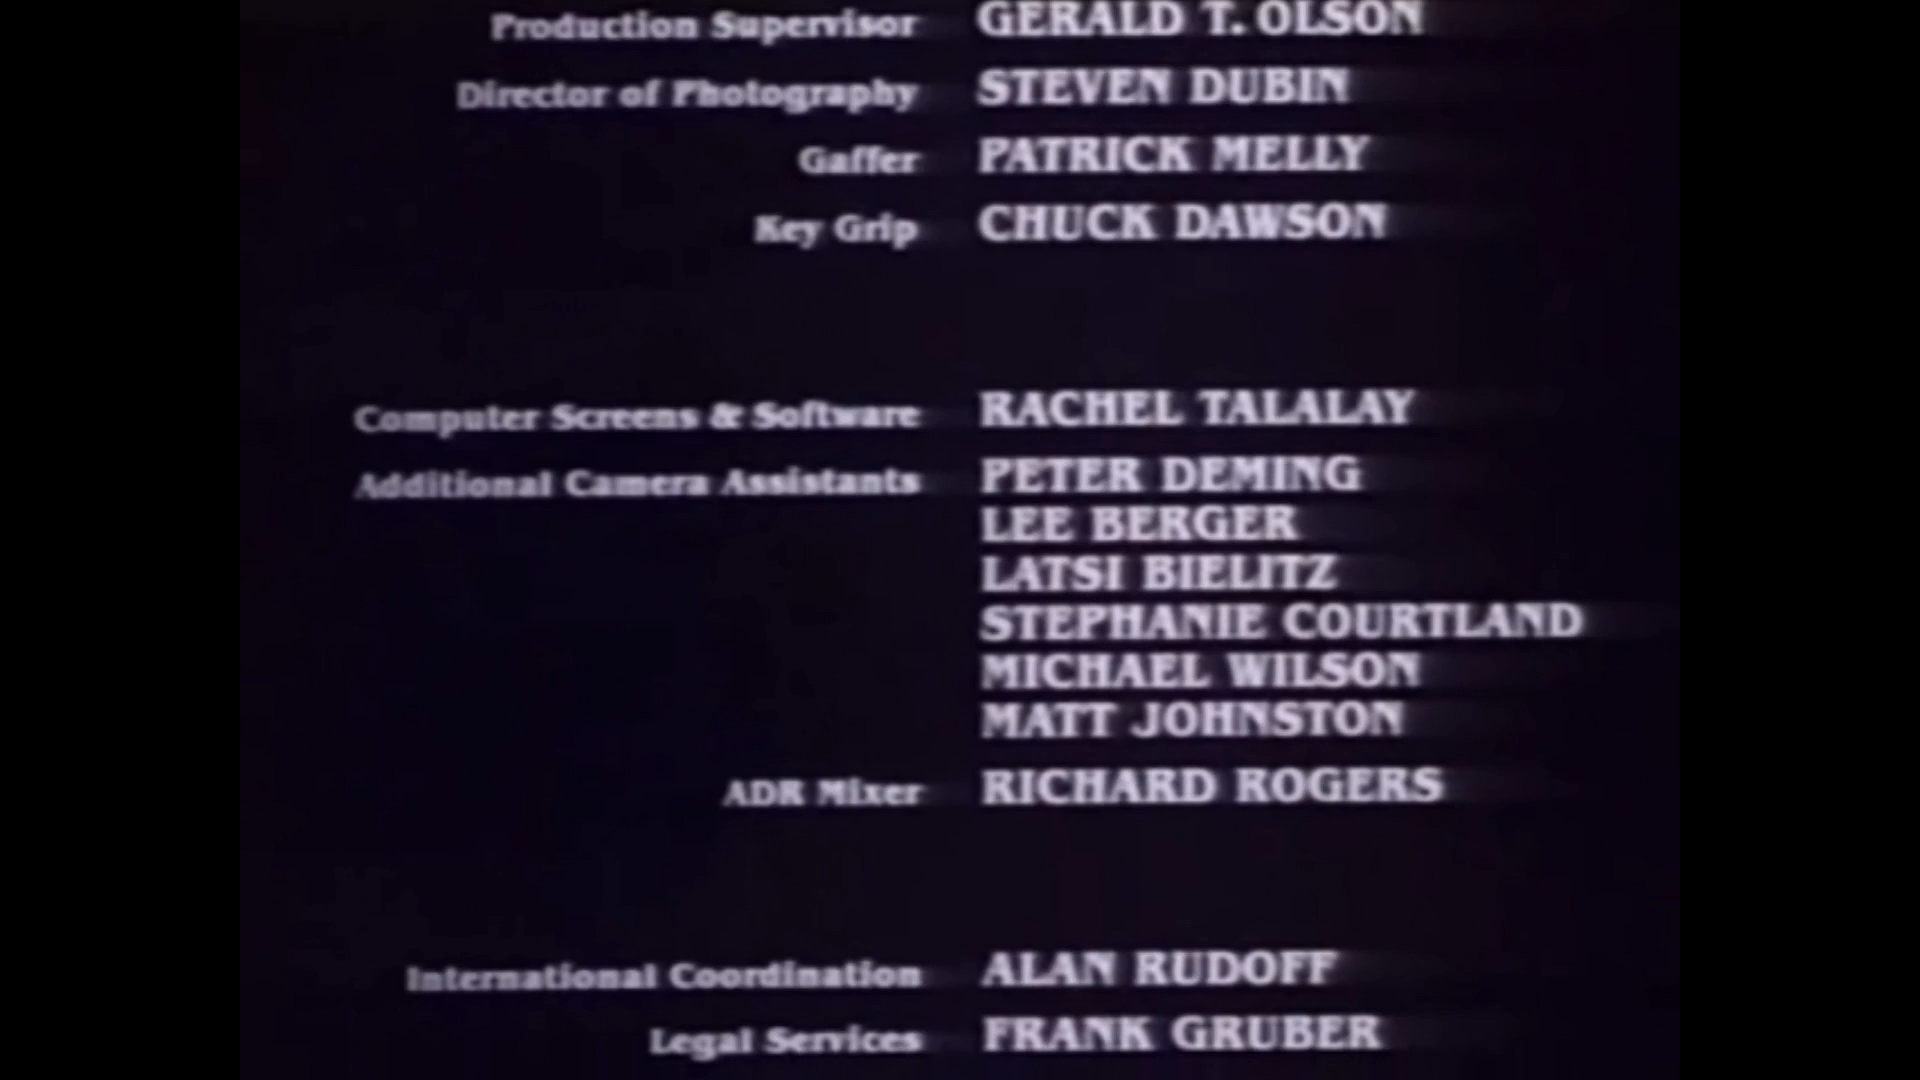 Production Supervisor GERALD T. OLSON
Director of Photography STEVEN DUBIN
Gaffer PATRICK MELLY
Key Grip CHUCK DAWSON
Computer Screens & Software RACHEL TALALAY
Additional Camera Assistants PETER DEMING
LEE BERGER
LATSI BIELITZ
STEPHANIE COURTLAND
MICHAEL WILSON
MATT JOHNSTON
ADR Mixer RICHARD ROGERS
International Coordination ALAN RUDOFF
Legal Services FRANK GRUBER